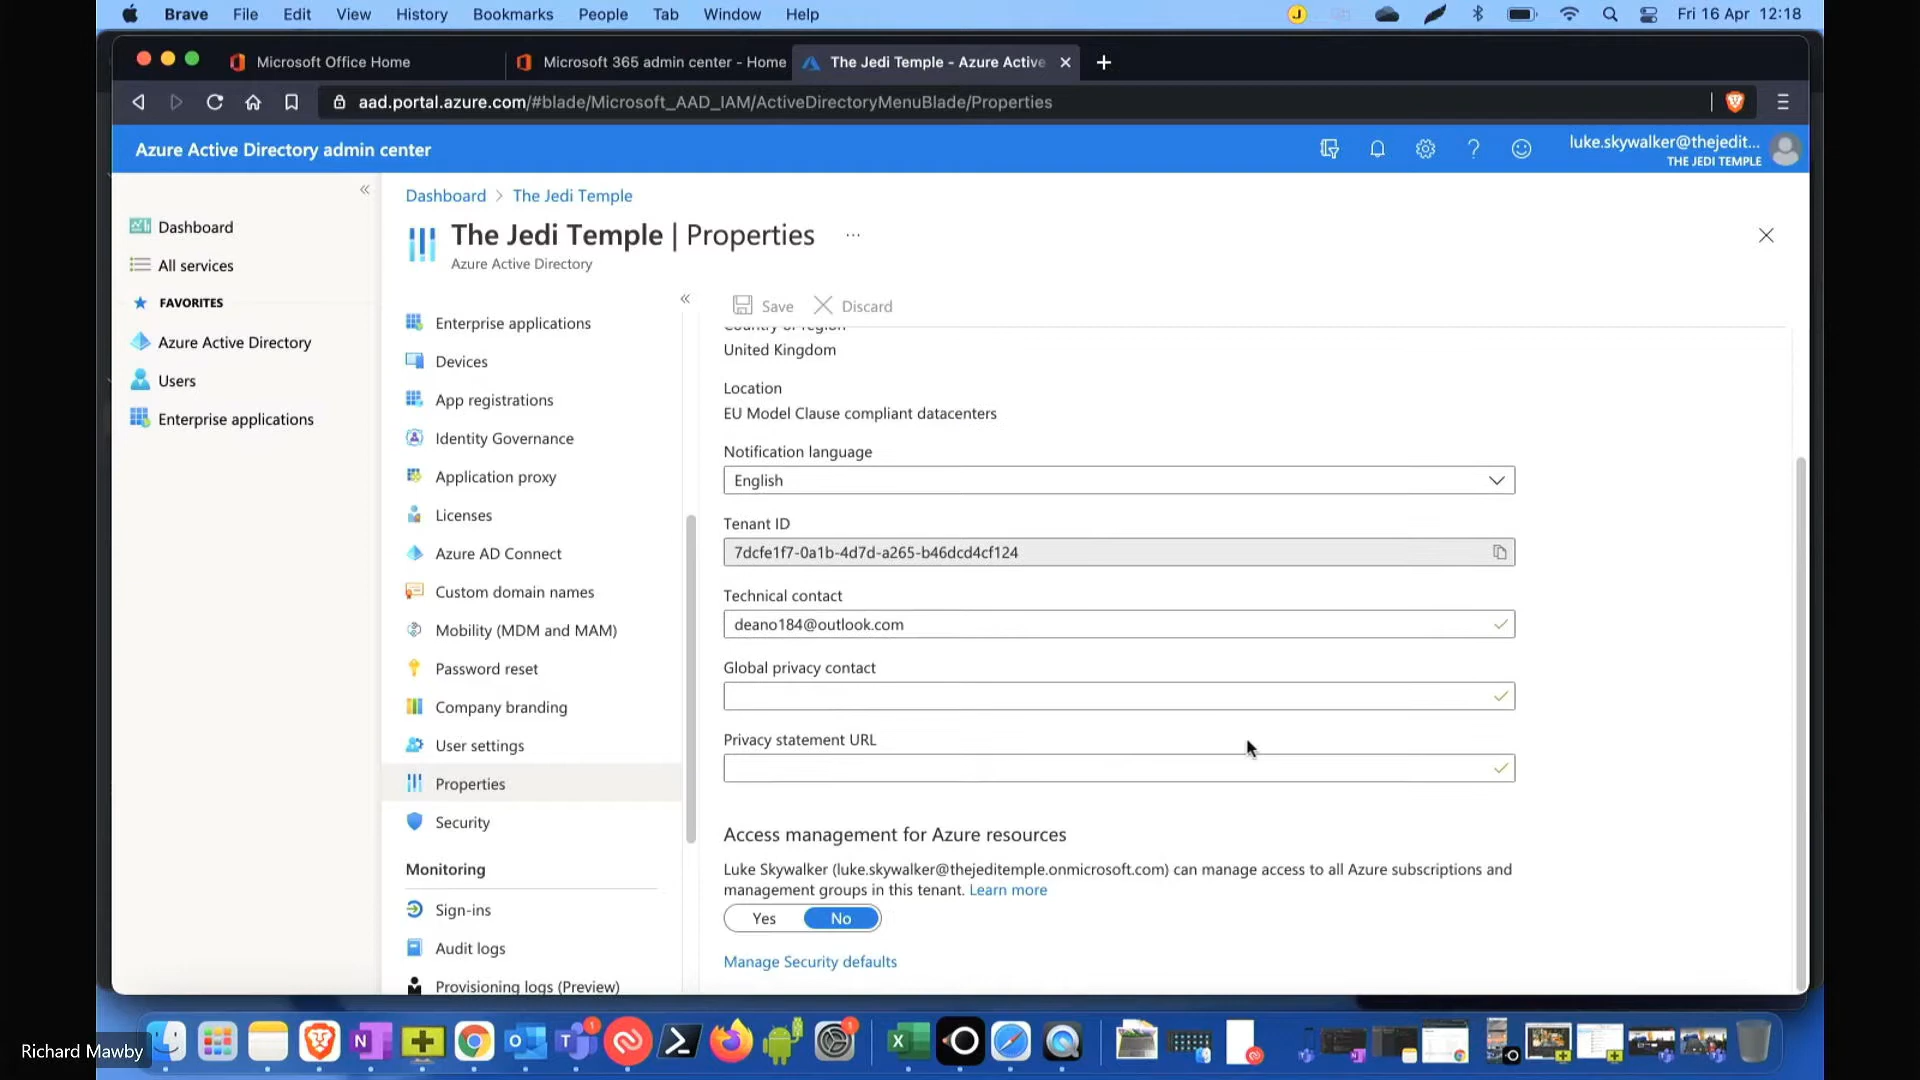 Brave File Edit View History Bookmarks People Tab Window Help
J
Fri 16 Apr 12:18
Microsoft Office Home
Microsoft 365 admin center - Home
The Jedi Temple - Azure Active
aad.portal.azure.com/#blade/Microsoft_AAD_IAM/ActiveDirectoryMenuBlade/Properties
Azure Active Directory admin center
luke.skywalker@thejedit...
THE JEDI TEMPLE
Dashboard
All services
FAVORITES
Azure Active Directory
Users
Enterprise applications
Dashboard > The Jedi Temple
The Jedi Temple | Properties ...
Azure Active Directory
Enterprise applications
Devices
App registrations
Identity Governance
Application proxy
Licenses
Azure AD Connect
Custom domain names
Mobility (MDM and MAM)
Password reset
Company branding
User settings
Properties
Security
Monitoring
Sign-ins
Audit logs
Provisioning logs (Preview)
Save
Discard
Country or region
United Kingdom
Location
EU Model Clause compliant datacenters
Notification language
English
Tenant ID
7dcfe1f7-0a1b-4d7d-a265-b46dcd4cf124
Technical contact
deano184@outlook.com
Global privacy contact
Privacy statement URL
Access management for Azure resources
Luke Skywalker (luke.skywalker@thejeditemple.onmicrosoft.com) can manage access to all Azure subscriptions and
management groups in this tenant. Learn more
Yes No
Manage Security defaults
Richard Mawby